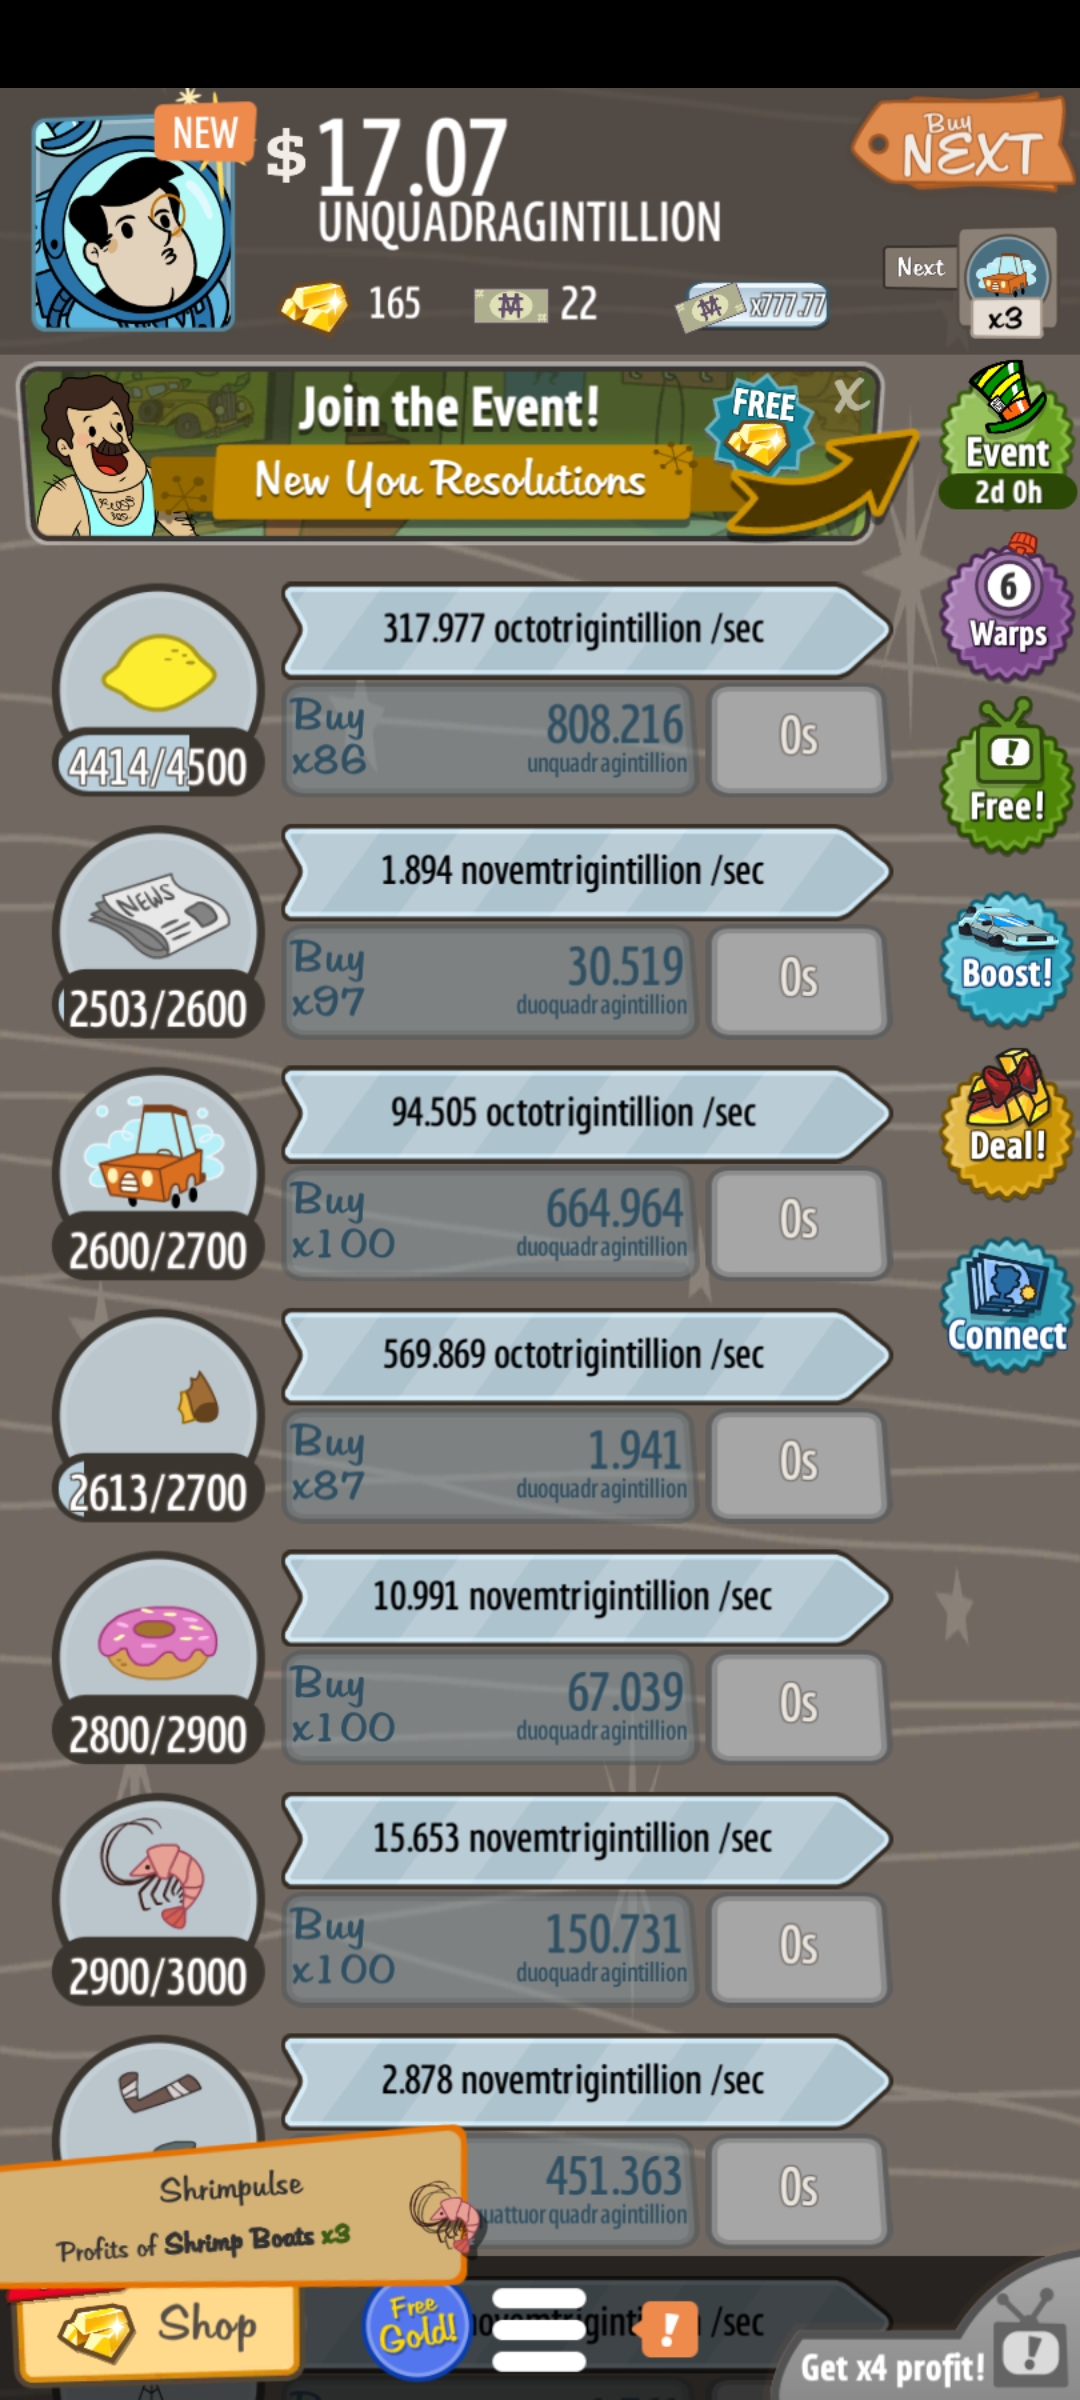 NEW
$17.07
UNQUADRAGINTILLION
Buy
NEXT
165
22
x777.77
Next
x3
Join the Event!
New You Resolutions
FREE
X
Event
2d 0h
6
Warps
Free!
Boost!
Deal!
Connect
317.977 octotrigintillion /sec
4414/4500
Buy
x86
808.216
unquadragintillion
0s
1.894 novemtrigintillion /sec
NEWS
2503/2600
Buy
x97
30.519
duoquadragintillion
0s
94.505 octotrigintillion /sec
2600/2700
Buy
x100
664.964
duoquadragintillion
0s
569.869 octotrigintillion /sec
2613/2700
Buy
x87
1.941
duoquadragintillion
0s
10.991 novemtrigintillion /sec
2800/2900
Buy
x100
67.039
duoquadragintillion
0s
15.653 novemtrigintillion /sec
2900/3000
Buy
x100
150.731
duoquadragintillion
0s
2.878 novemtrigintillion /sec
451.363
uattuorquadragintillion
0s
Shrimpulse
Profits of Shrimp Boats x3
Shop
Free
Gold!
!
/sec
Get x4 profit!
!